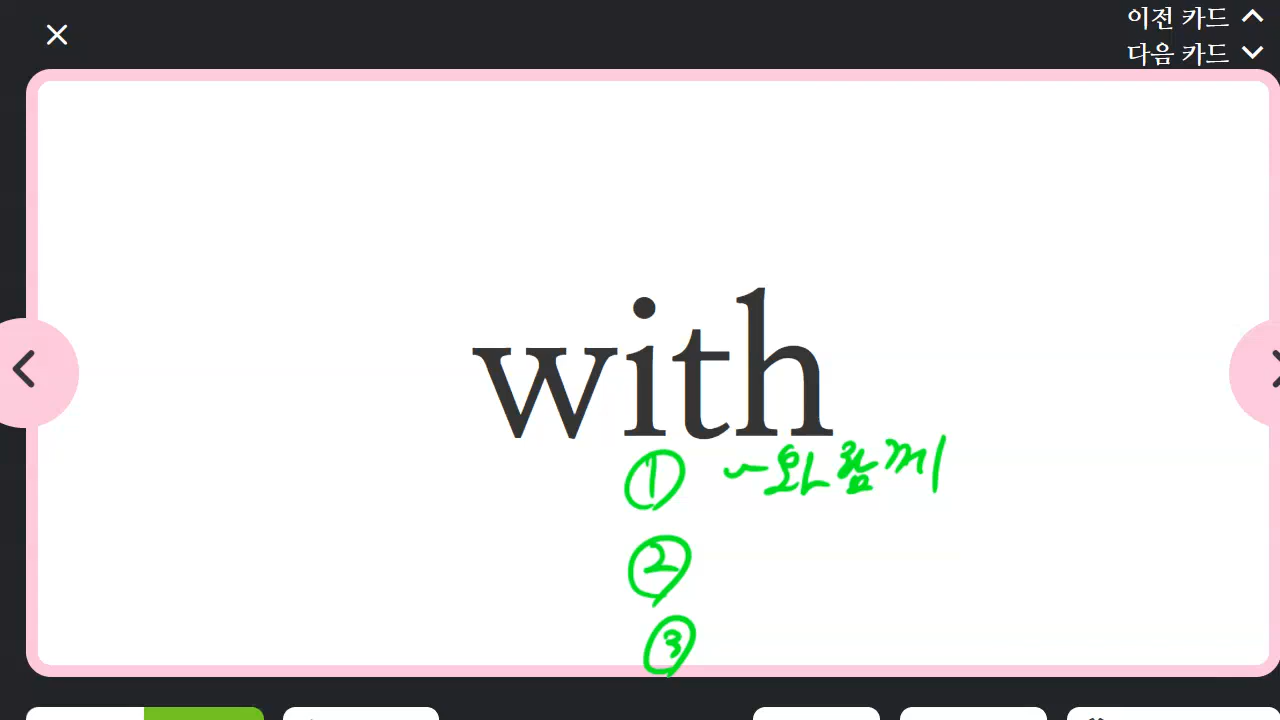 이전 카드
다음 카드
with
① ~와 함께
②
③